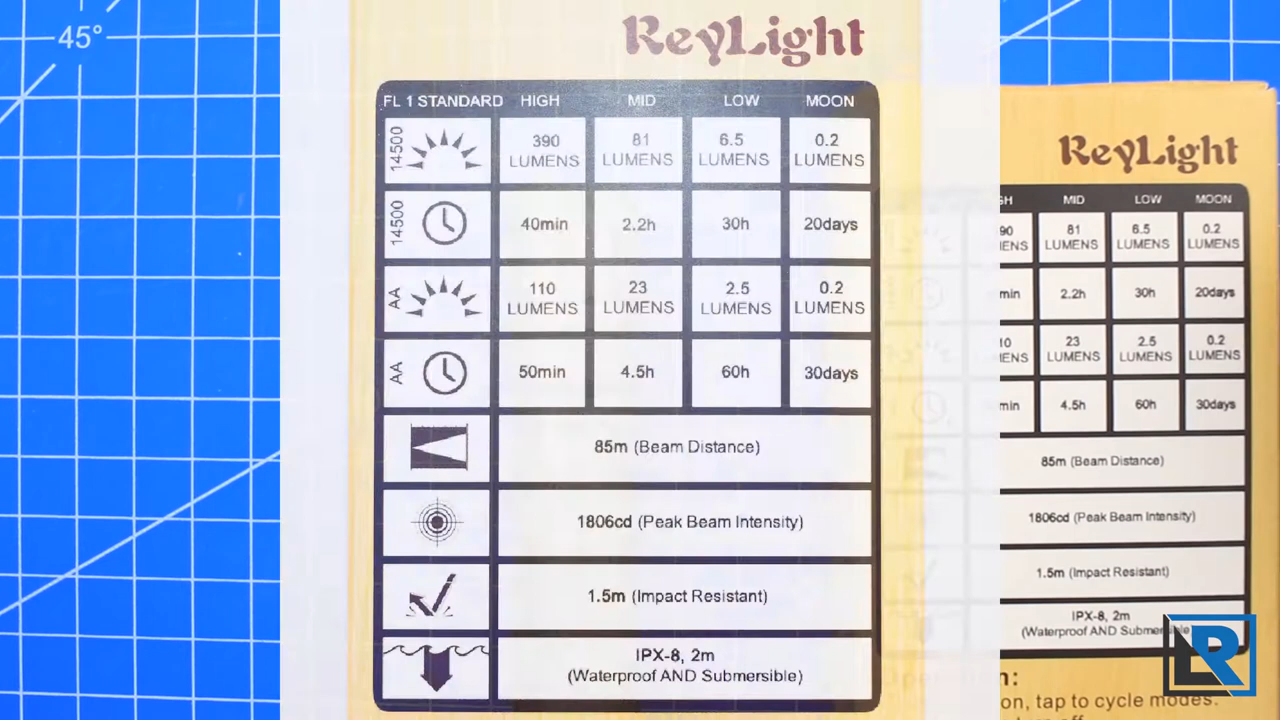 45°
ReyLight
FL 1 STANDARD HIGH MID LOW MOON
14500 390 LUMENS 81 LUMENS 6.5 LUMENS 0.2 LUMENS
14500 40min 2.2h 30h 20days
AA 110 LUMENS 23 LUMENS 2.5 LUMENS 0.2 LUMENS
AA 50min 4.5h 60h 30days
85m (Beam Distance)
1806cd (Peak Beam Intensity)
1.5m (Impact Resistant)
IPX-8, 2m
(Waterproof AND Submersible)
ReyLight
MID LOW MOON
81 LUMENS 6.5 LUMENS 0.2 LUMENS
2.2h 30h 20days
23 LUMENS 2.5 LUMENS 0.2 LUMENS
4.5h 60h 30days
85m (Beam Distance)
1806cd (Peak Beam Intensity)
1.5m (Impact Resistant)
IPX-8, 2m
(Waterproof AND Submersible
on, tap to cycle modes.
LR